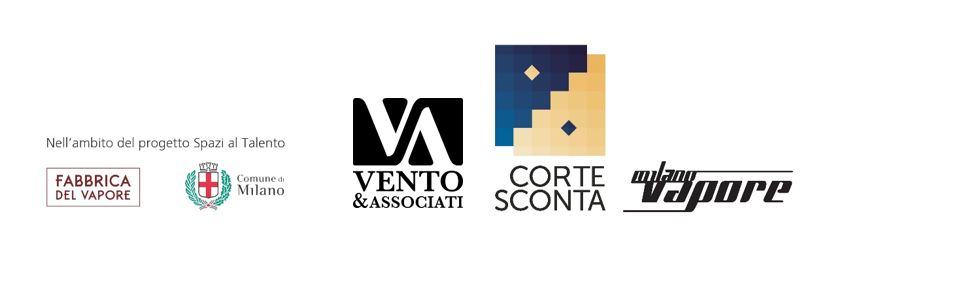 Nell'ambito del progetto Spazi al Talento
FABBRICA
DEL VAPORE
Comune di
Milano
VA
VENTO
&ASSOCIATI
CORTE
SCONTA
milano
vapore